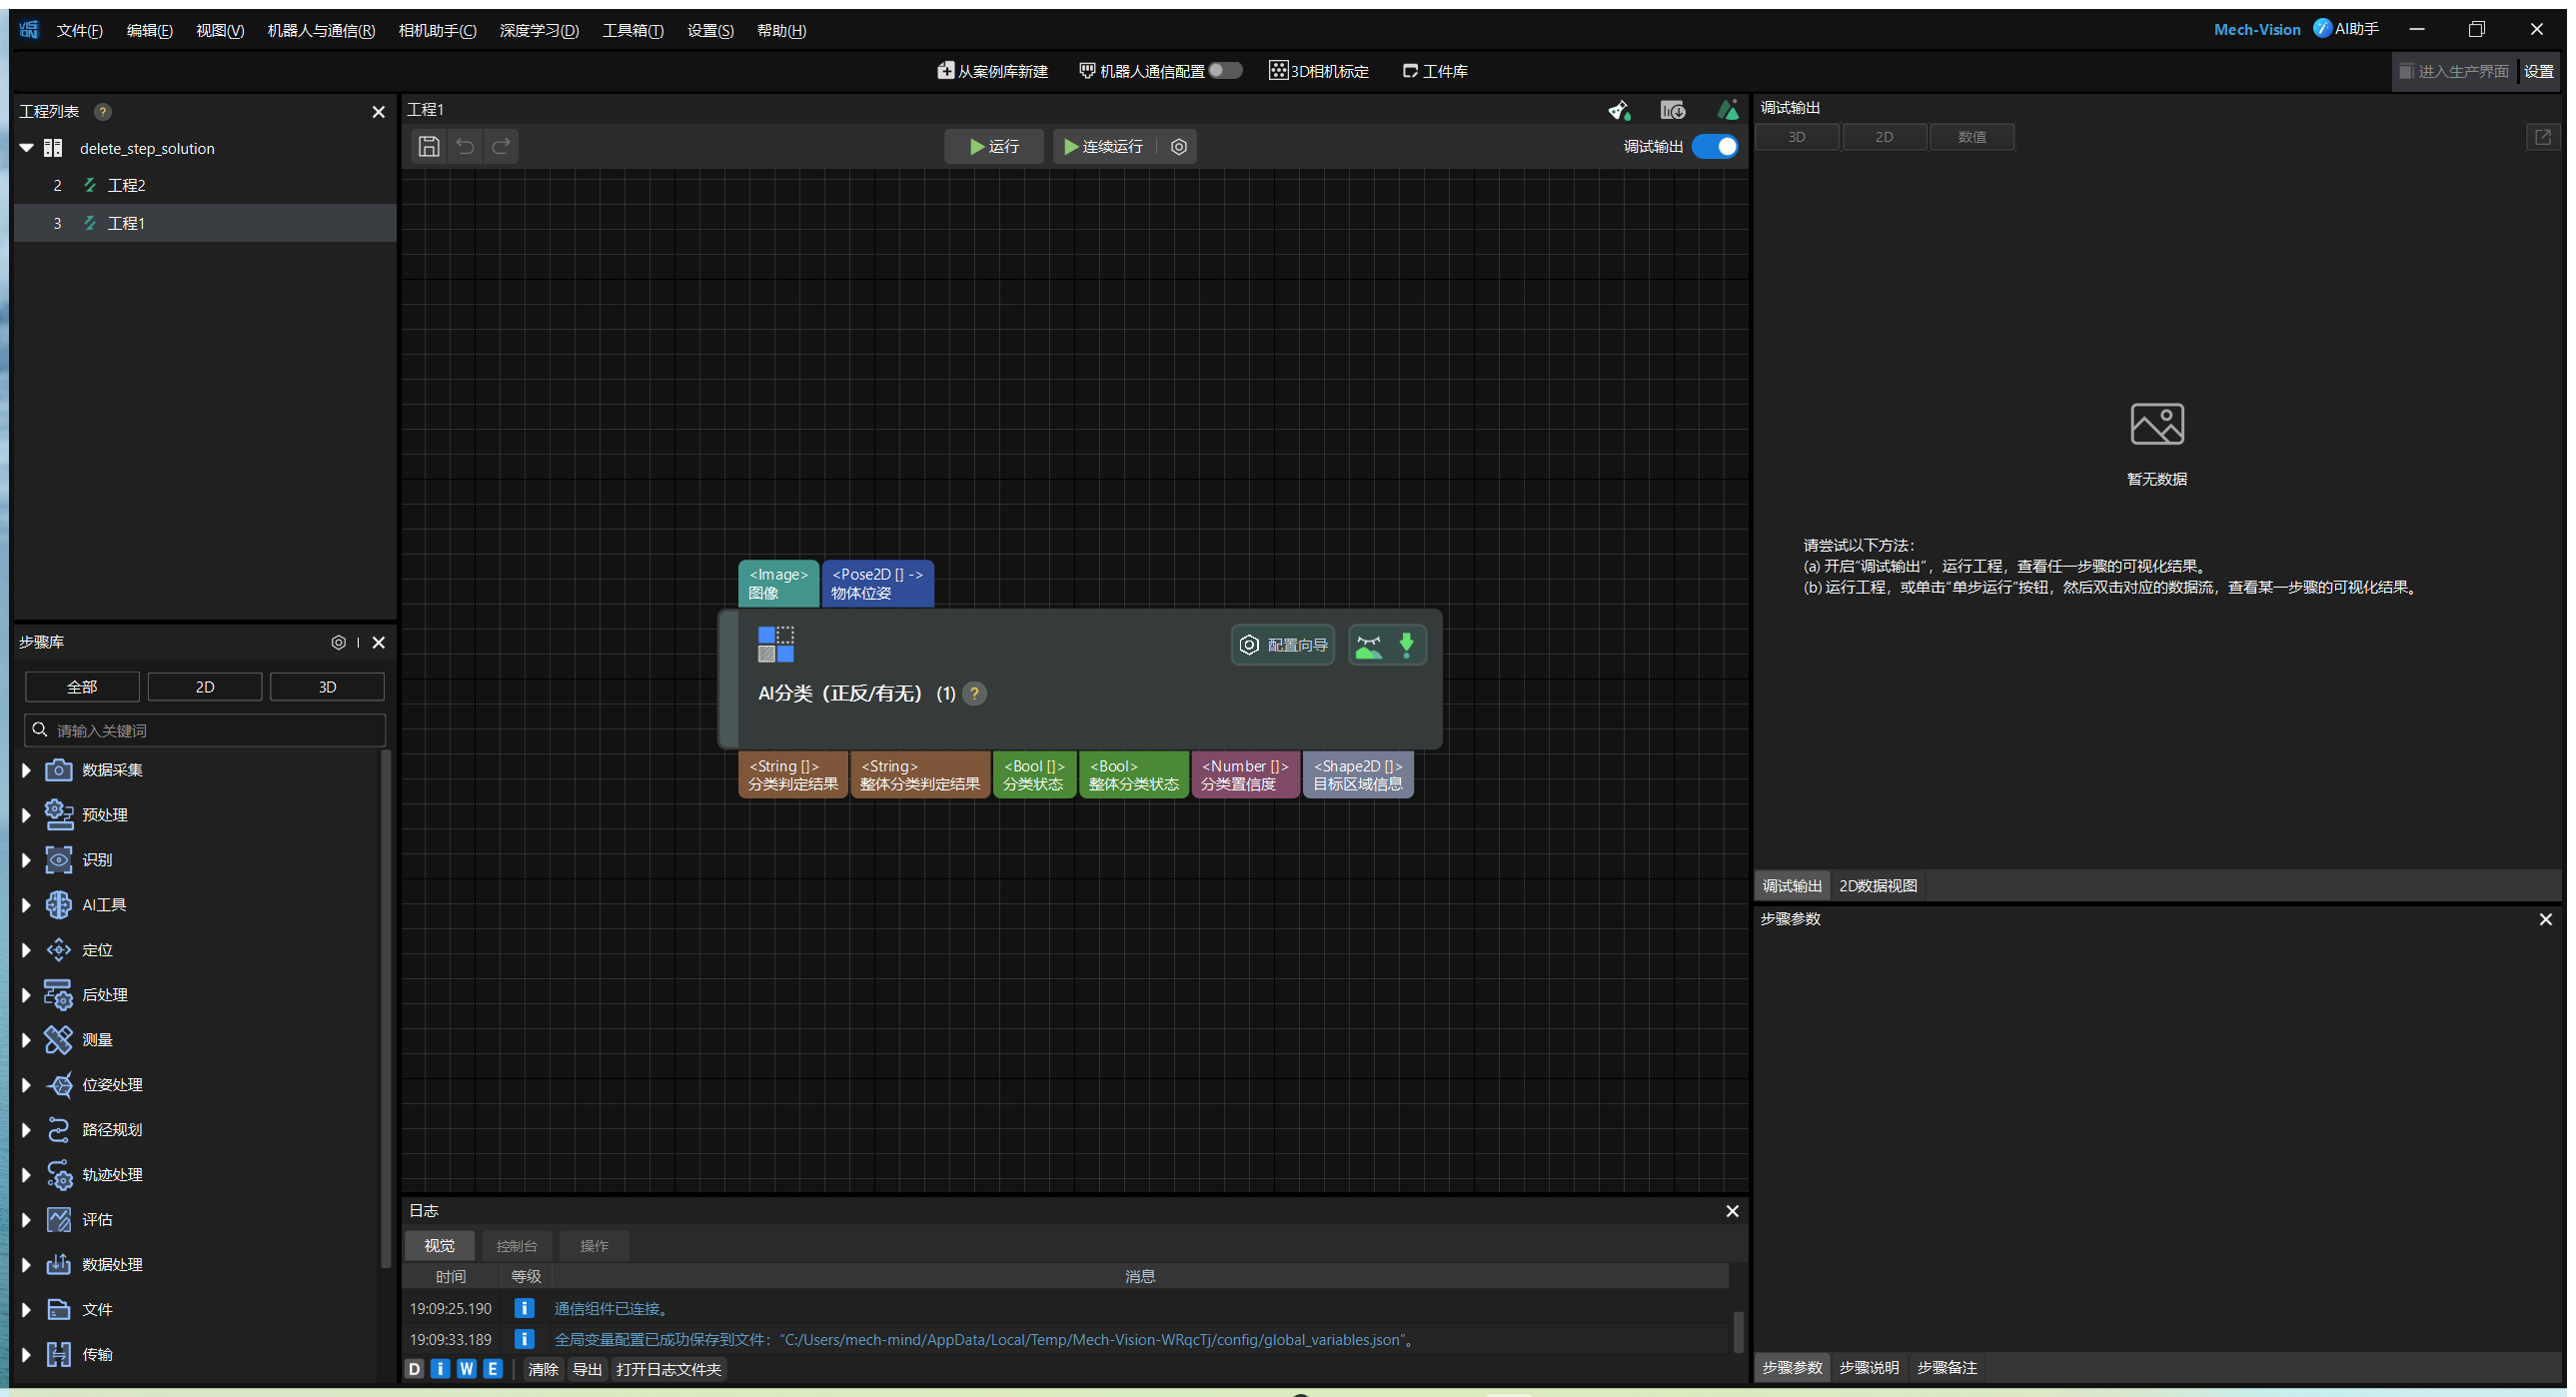 文件(F) 编辑(E) 视图(V) 机器人与通信(R) 相机助手(C) 深度学习(D) 工具箱(T) 设置(S) 帮助(H) Mech-Vision AI助手
从案例库新建 机器人通信配置 3D相机标定 工件库 进入生产界面 设置
工程列表 ?
delete_step_solution
2 工程2
3 工程1
步骤库
全部 2D 3D
请输入关键词
数据采集
预处理
识别
AI工具
定位
后处理
测量
位姿处理
路径规划
轨迹处理
评估
数据处理
文件
传输
工程1
运行 连续运行 调试输出
<Image> <Pose2D [] ->
图像 物体位姿
配置向导
AI分类（正反/有无） (1) ?
<String []> <String> <Bool []> <Bool> <Number []> <Shape2D []>
分类判定结果 整体分类判定结果 分类状态 整体分类状态 分类置信度 目标区域信息
日志
视觉 控制台 操作
时间 等级 消息
19:09:25.190 i 通信组件已连接。
19:09:33.189 i 全局变量配置已成功保存到文件：“C:/Users/mech-mind/AppData/Local/Temp/Mech-Vision-WRqcTj/config/global_variables.json”。
D i W E 清除 导出 打开日志文件夹
调试输出
3D 2D 数值
暂无数据
请尝试以下方法：
(a) 开启“调试输出”，运行工程，查看任一步骤的可视化结果。
(b) 运行工程，或单击“单步运行”按钮，然后双击对应的数据流，查看某一步骤的可视化结果。
调试输出 2D数据视图
步骤参数
步骤参数 步骤说明 步骤备注